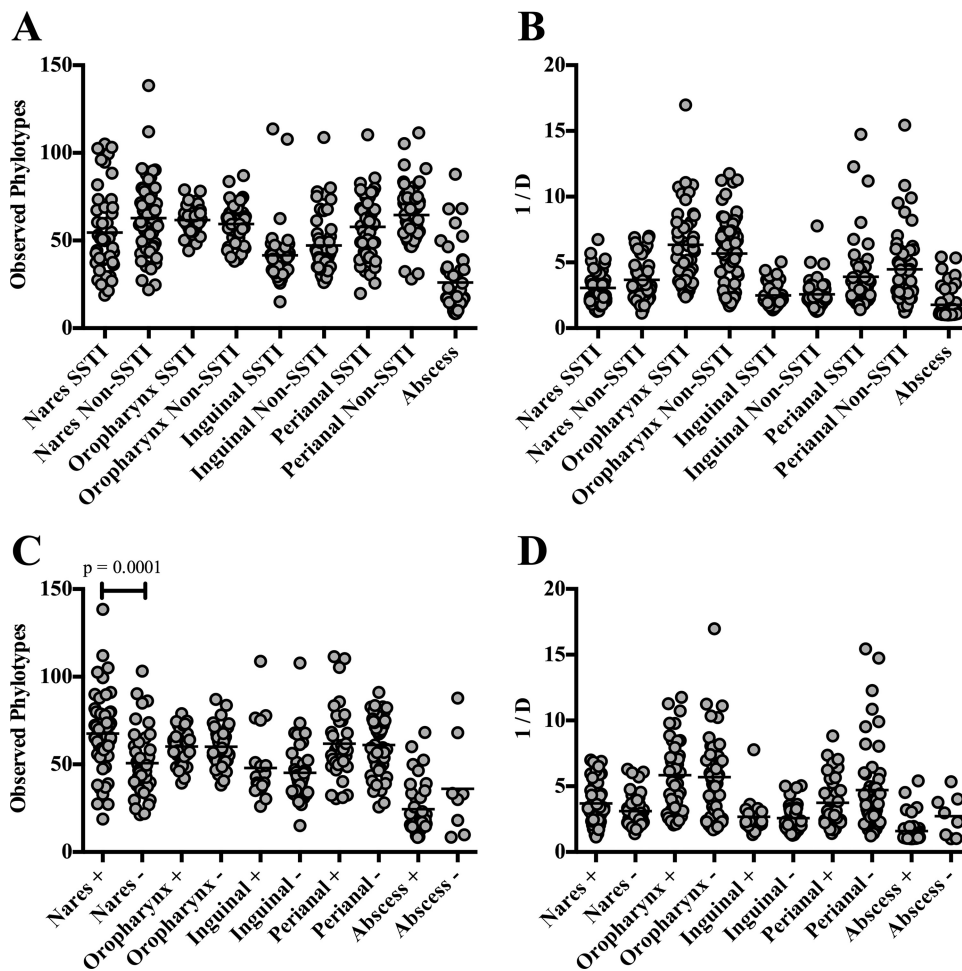 A
Observed Phylotypes
150
100
50
0
Nares SSTI
Nares Non-SSTI
Oropharynx SSTI
Oropharynx Non-SSTI
Inguinal SSTI
Inguinal Non-SSTI
Perianal SSTI
Perianal Non-SSTI
Abscess
B
1 / D
20
15
10
5
0
Nares SSTI
Nares Non-SSTI
Oropharynx SSTI
Oropharynx Non-SSTI
Inguinal SSTI
Inguinal Non-SSTI
Perianal SSTI
Perianal Non-SSTI
Abscess
C
p = 0.0001
Observed Phylotypes
150
100
50
0
Nares +
Nares -
Oropharynx +
Oropharynx -
Inguinal +
Inguinal -
Perianal +
Perianal -
Abscess +
Abscess -
D
1 / D
20
15
10
5
0
Nares +
Nares -
Oropharynx +
Oropharynx -
Inguinal +
Inguinal -
Perianal +
Perianal -
Abscess +
Abscess -